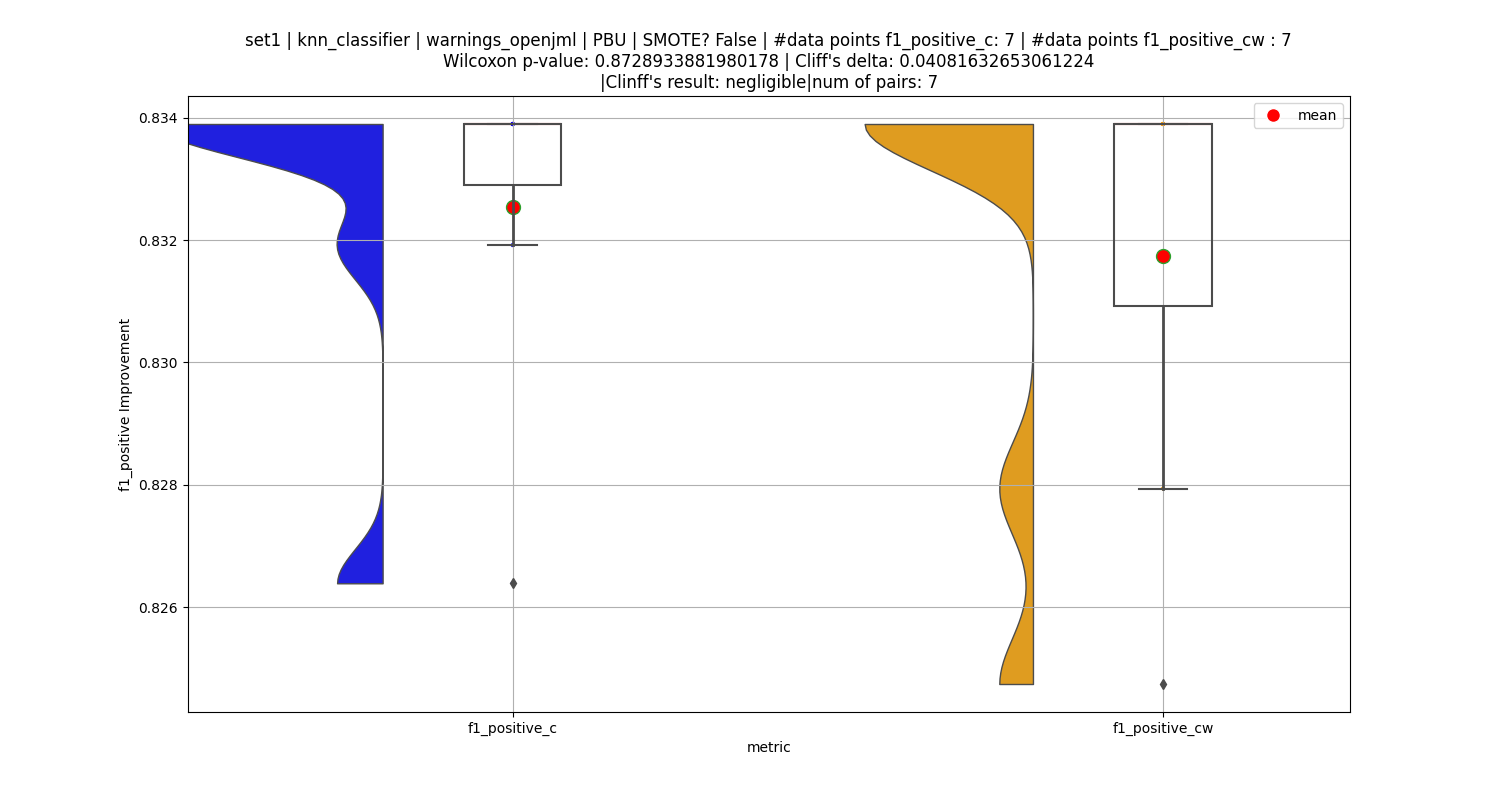 set1 | knn_classifier | warnings_openjml | PBU | SMOTE? False | #data points f1_positive_c: 7 | #data points f1_positive_cw : 7
Wilcoxon p-value: 0.8728933881980178 | Cliff's delta: 0.04081632653061224
|Clinff's result: negligible|num of pairs: 7
mean
0.834
0.832
0.830
0.828
0.826
f1_positive Improvement
f1_positive_c
f1_positive_cw
metric